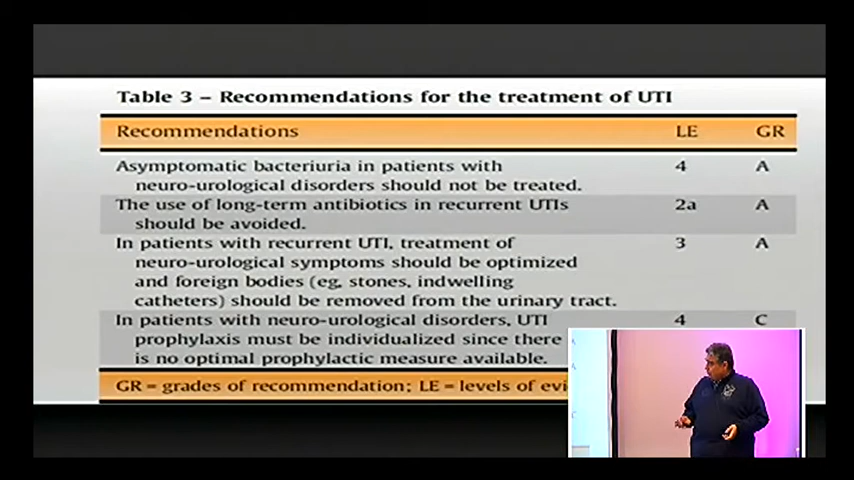 Table 3 – Recommendations for the treatment of UTI
Recommendations LE GR
Asymptomatic bacteriuria in patients with 4 A
neuro-urological disorders should not be treated.
The use of long-term antibiotics in recurrent UTIs 2a A
should be avoided.
In patients with recurrent UTI, treatment of 3 A
neuro-urological symptoms should be optimized
and foreign bodies (eg, stones, indwelling
catheters) should be removed from the urinary tract.
In patients with neuro-urological disorders, UTI 4 C
prophylaxis must be individualized since there
is no optimal prophylactic measure available.
GR = grades of recommendation; LE = levels of evi